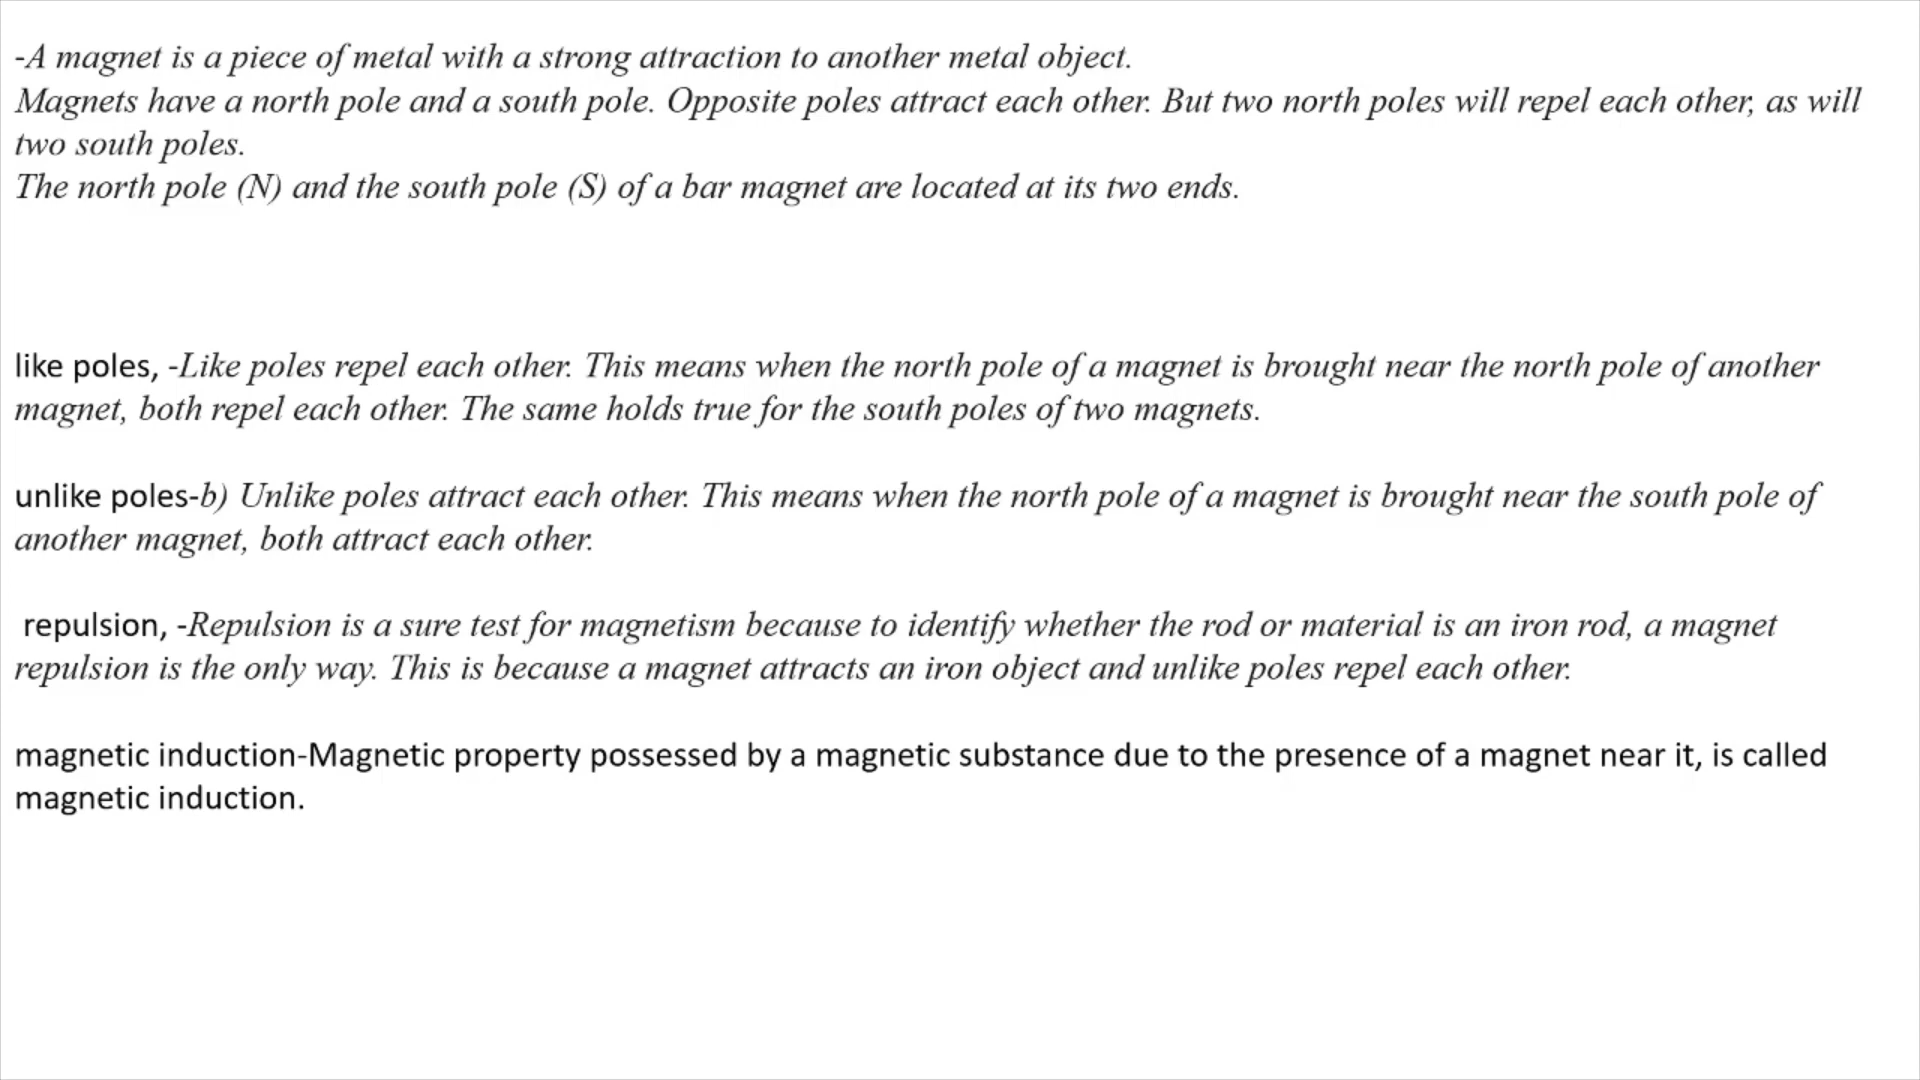 -A magnet is a piece of metal with a strong attraction to another metal object.
Magnets have a north pole and a south pole. Opposite poles attract each other. But two north poles will repel each other, as will
two south poles.
The north pole (N) and the south pole (S) of a bar magnet are located at its two ends.
like poles, -Like poles repel each other. This means when the north pole of a magnet is brought near the north pole of another
magnet, both repel each other. The same holds true for the south poles of two magnets.
unlike poles-b) Unlike poles attract each other. This means when the north pole of a magnet is brought near the south pole of
another magnet, both attract each other.
repulsion, -Repulsion is a sure test for magnetism because to identify whether the rod or material is an iron rod, a magnet
repulsion is the only way. This is because a magnet attracts an iron object and unlike poles repel each other.
magnetic induction-Magnetic property possessed by a magnetic substance due to the presence of a magnet near it, is called
magnetic induction.